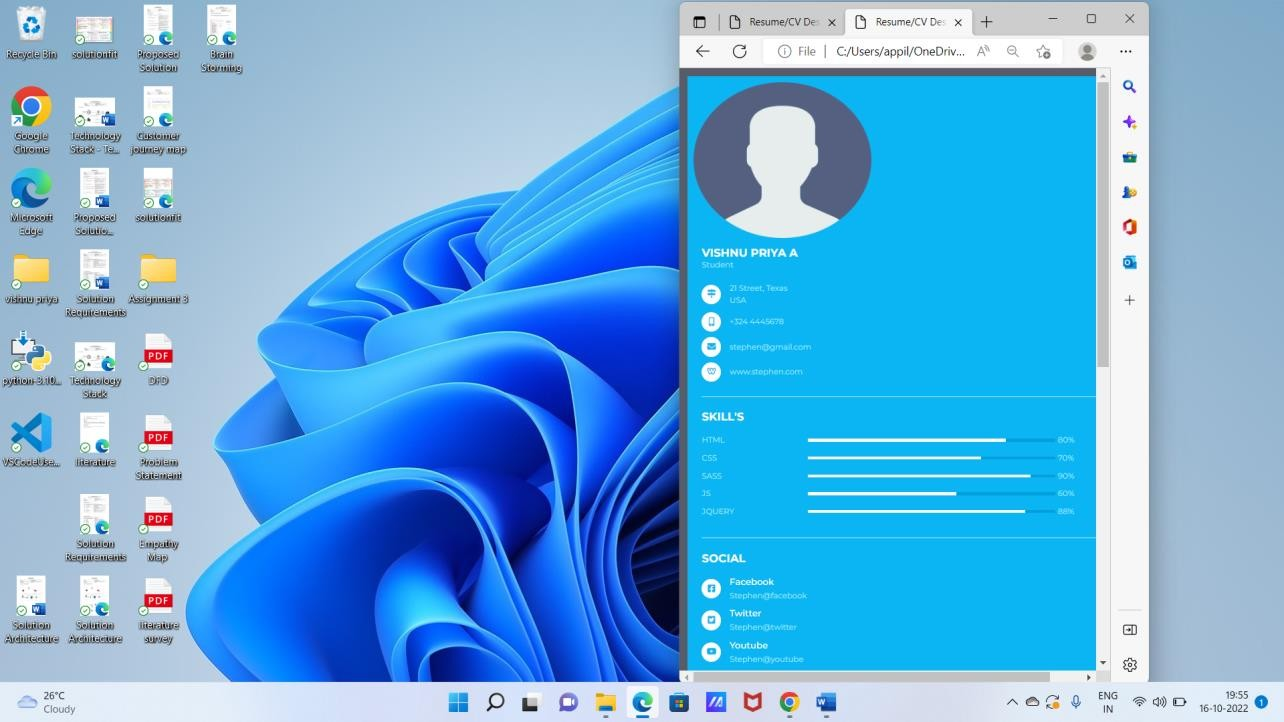 Recycle Bin
solutionfit
Proposed
Solution
Brain
Storming
Google
Chrome
Technology
Stack - Te...
Customer
journey map
Microsoft
Edge
Proposed
Solutio...
solutionfit
vishnu priya
Solution
Requirements
Assignment 3
python-3.10...
Technology
Stack
PDF
DFD
VSCodeUse...
literature
PDF
Problem
Statement
Solution
Requirements
PDF
Empathy
Map
Solution
Architecture
Solution
Architecture
PDF
literature
survey
Resume/CV Des
Resume/CV Des
File
C:/Users/appil/OneDriv...
VISHNU PRIYA A
Student
21 Street, Texas
USA
+324 4445678
stephen@gmail.com
www.stephen.com
SKILL'S
HTML 80%
CSS 70%
SASS 90%
JS 60%
JQUERY 88%
SOCIAL
Facebook
Stephen@facebook
Twitter
Stephen@twitter
Youtube
Stephen@youtube
26°C
Cloudy
ENG
IN
19:55
16-10-2022
1